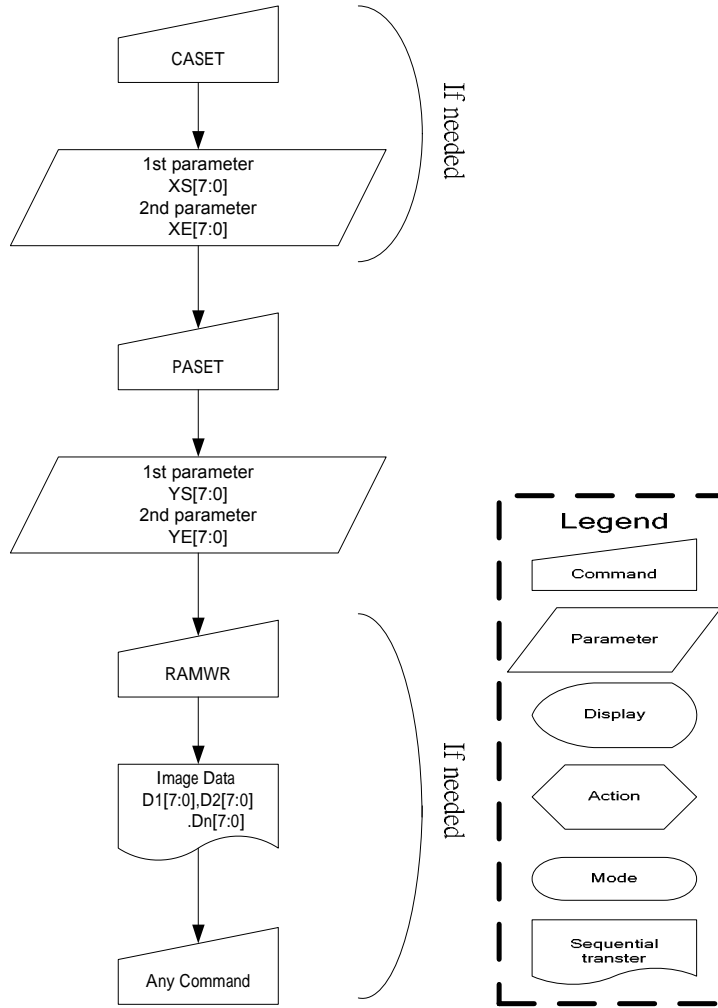 CASET
1st parameter
XS[7:0]
2nd parameter
XE[7:0]
If needed
PASET
1st parameter
YS[7:0]
2nd parameter
YE[7:0]
RAMWR
Image Data
D1[7:0],D2[7:0]
.Dn[7:0]
Any Command
If needed
Legend
Command
Parameter
Display
Action
Mode
Sequential
transter